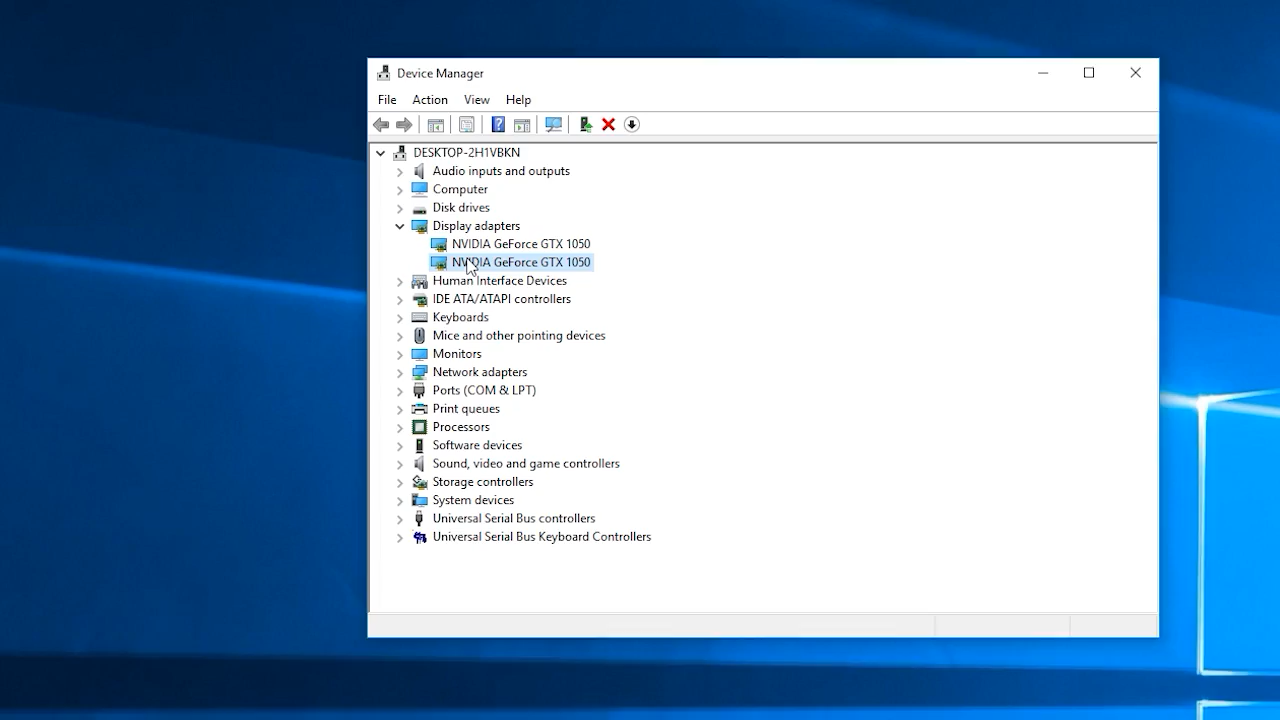 Device Manager
File Action View Help
DESKTOP-2H1VBKN
Audio inputs and outputs
Computer
Disk drives
Display adapters
NVIDIA GeForce GTX 1050
NVIDIA GeForce GTX 1050
Human Interface Devices
IDE ATA/ATAPI controllers
Keyboards
Mice and other pointing devices
Monitors
Network adapters
Ports (COM & LPT)
Print queues
Processors
Software devices
Sound, video and game controllers
Storage controllers
System devices
Universal Serial Bus controllers
Universal Serial Bus Keyboard Controllers